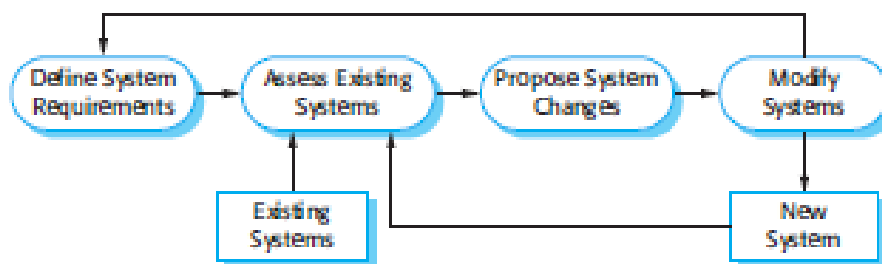 Define System
Requirements
Assess Existing
Systems
Propose System
Changes
Modify
Systems
Existing
Systems
New
System